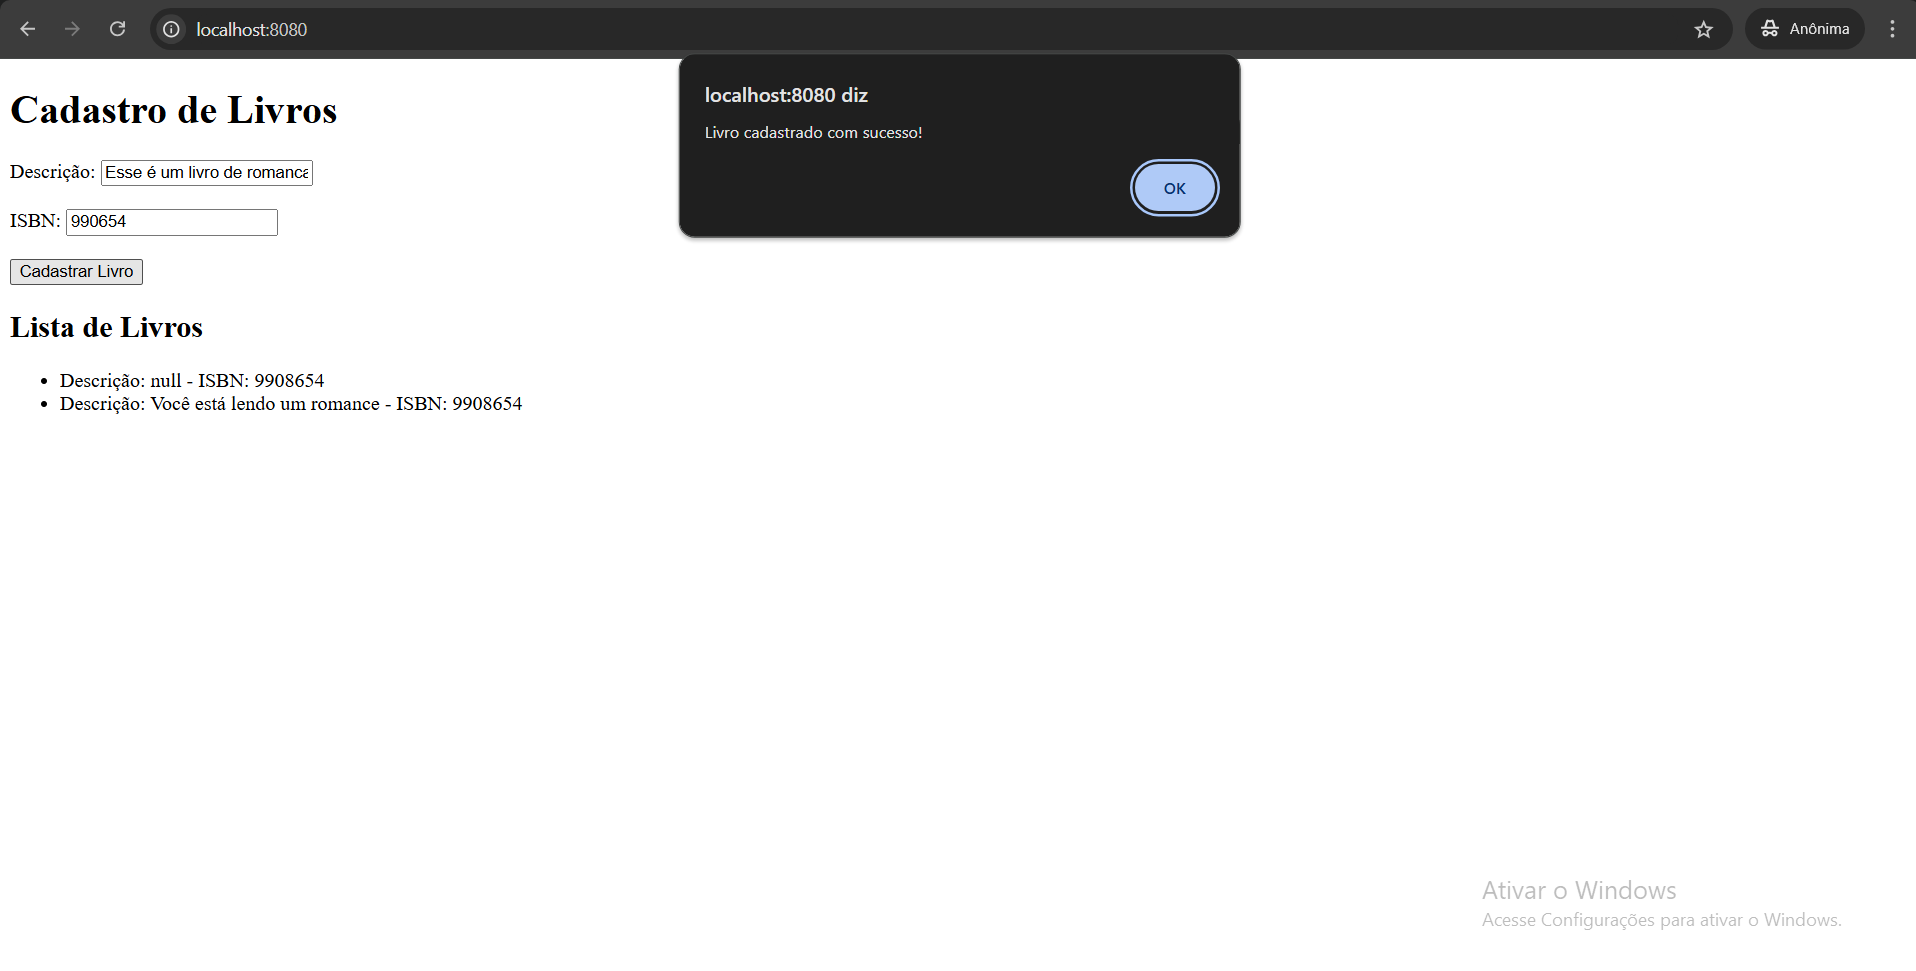 localhost:8080
Anônima
localhost:8080 diz
Livro cadastrado com sucesso!
OK
Cadastro de Livros
Descrição: Esse é um livro de romance
ISBN: 990654
Cadastrar Livro
Lista de Livros
• Descrição: null - ISBN: 9908654
• Descrição: Você está lendo um romance - ISBN: 9908654
Ativar o Windows
Acesse Configurações para ativar o Windows.